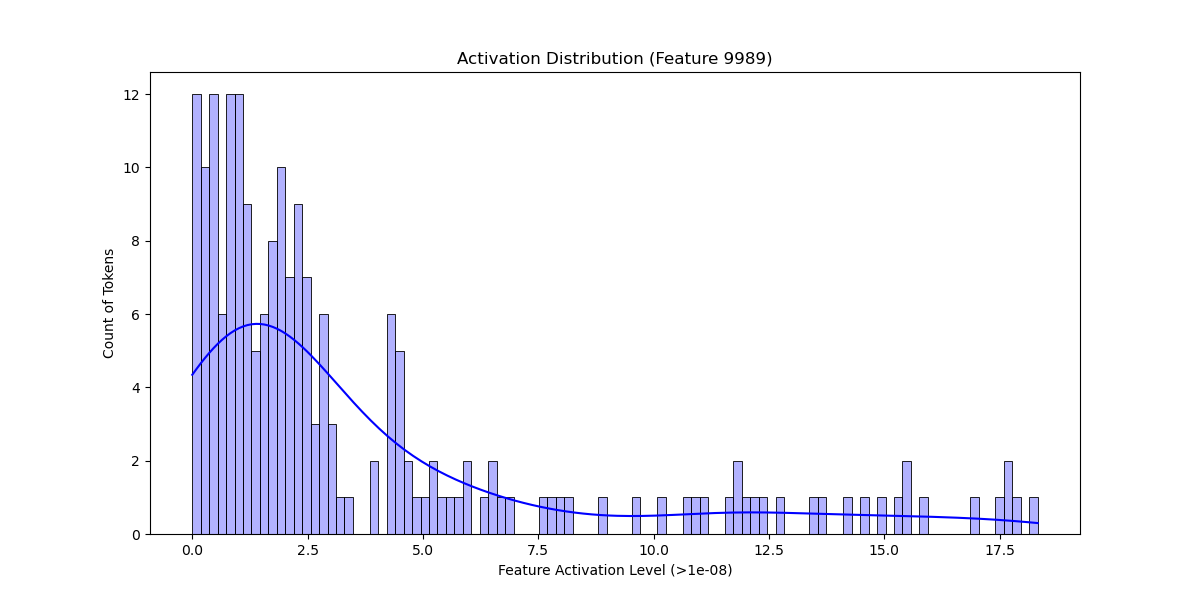 Activation Distribution (Feature 9989)
12
10
8
6
4
2
0
Count of Tokens
0.0 2.5 5.0 7.5 10.0 12.5 15.0 17.5
Feature Activation Level (>1e-08)